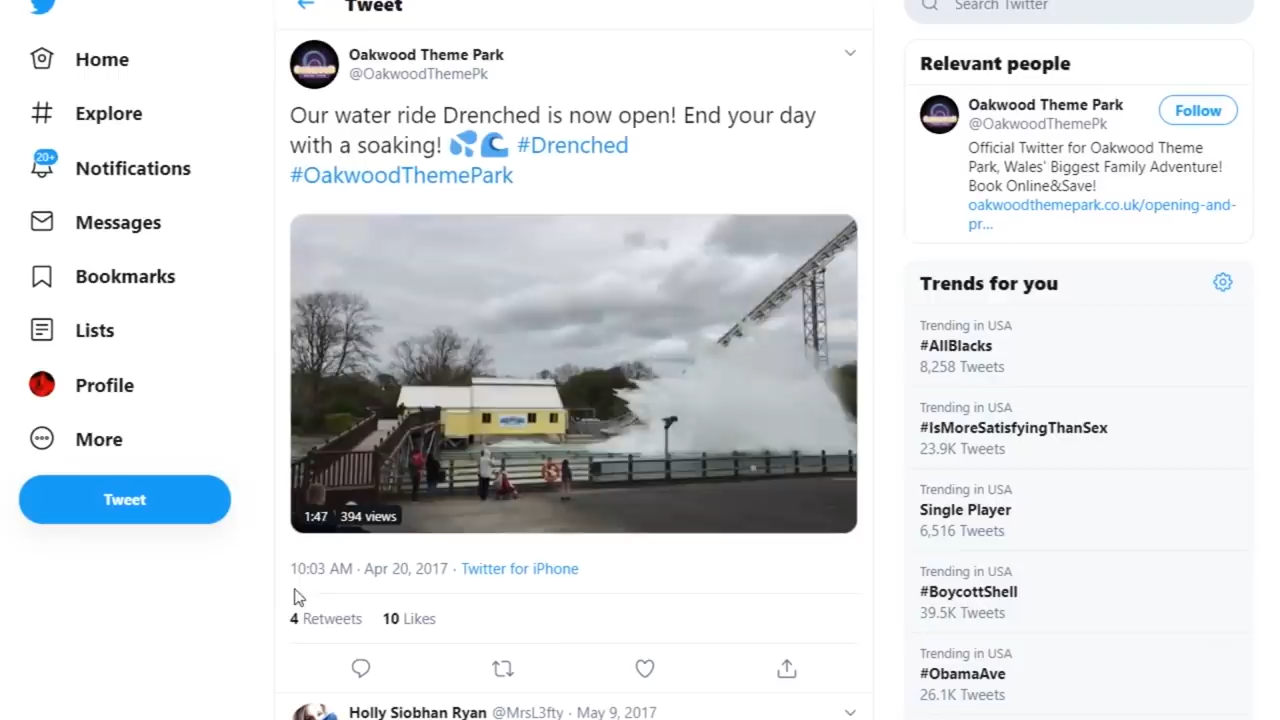 Tweet
Search Twitter
Home
Explore
20+
Notifications
Messages
Bookmarks
Lists
Profile
More
Tweet
Oakwood Theme Park
@OakwoodThemePk
Our water ride Drenched is now open! End your day
with a soaking! 💦🌊 #Drenched
#OakwoodThemePark
1:47 394 views
10:03 AM · Apr 20, 2017 · Twitter for iPhone
4 Retweets 10 Likes
Holly Siobhan Ryan @MrsL3fty · May 9, 2017
Relevant people
Oakwood Theme Park
@OakwoodThemePk
Follow
Official Twitter for Oakwood Theme
Park, Wales' Biggest Family Adventure!
Book Online&Save!
oakwoodthemepark.co.uk/opening-and-
pr...
Trends for you
Trending in USA
#AllBlacks
8,258 Tweets
Trending in USA
#IsMoreSatisfyingThanSex
23.9K Tweets
Trending in USA
Single Player
6,516 Tweets
Trending in USA
#BoycottShell
39.5K Tweets
Trending in USA
#ObamaAve
26.1K Tweets